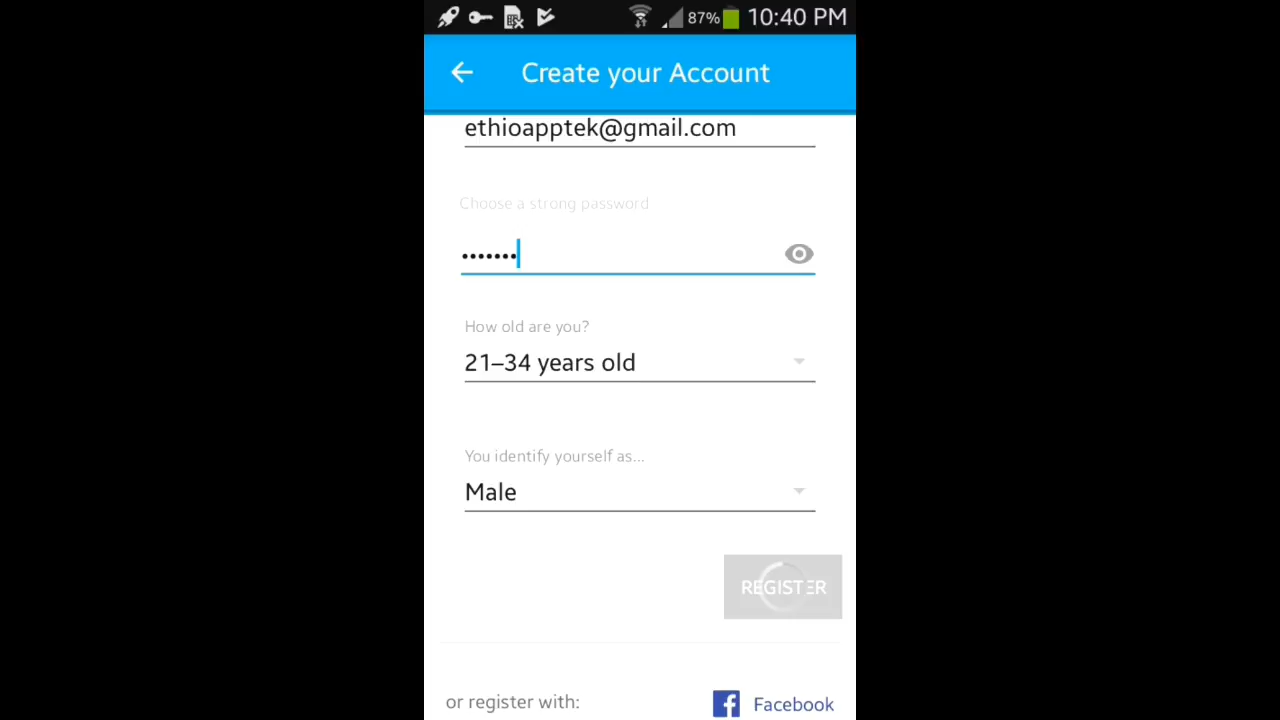 87% 10:40 PM
Create your Account
ethioapptek@gmail.com
Choose a strong password
•••••••
How old are you?
21–34 years old
You identify yourself as...
Male
REGISTER
or register with:
Facebook